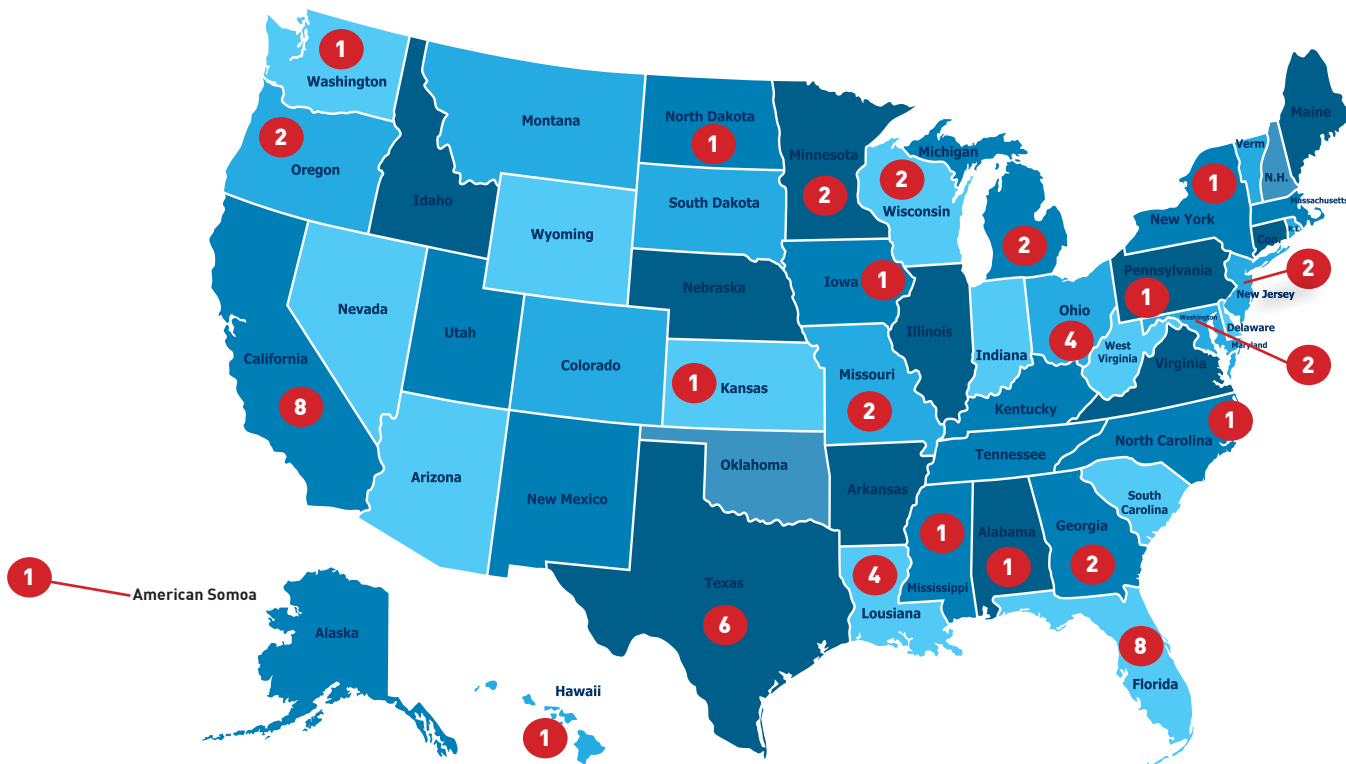 1
Washington
Montana
North Dakota
1
Minnesota
2
Michigan
Maine
2
Oregon
Idaho
South Dakota
2
Wisconsin
Verm
N.H.
1
New York
Massachusetts
R.I.
Con.
Wyoming
2
Nevada
Utah
Nebraska
Iowa
1
Pennsylvania
1
2
New Jersey
California
8
Colorado
1
Kansas
Missouri
2
Illinois
Indiana
Ohio
4
West
Virginia
Washington
Delaware
Maryland
2
Virginia
Kentucky
1
North Carolina
Arizona
New Mexico
Oklahoma
Arkansas
Tennessee
South
Carolina
1
Mississippi
Alabama
1
Georgia
2
1
American Somoa
Alaska
Texas
6
4
Lousiana
8
Florida
Hawaii
1